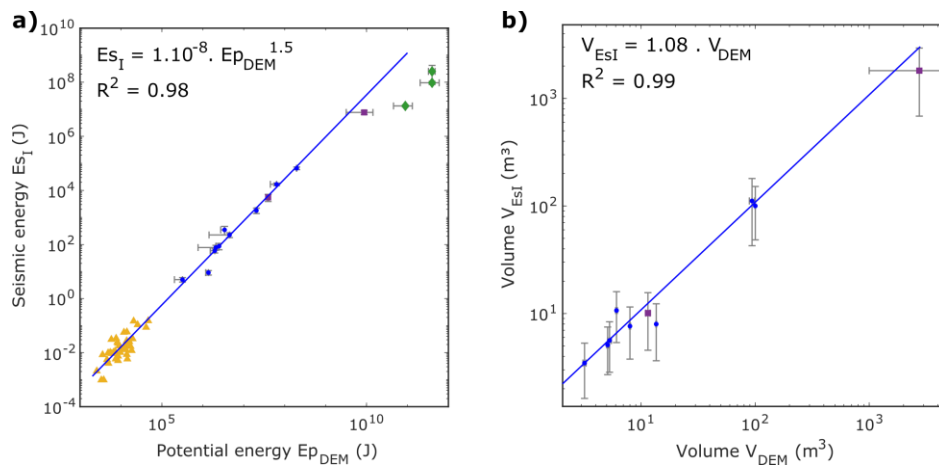 a)
Es_I = 1.10^-8. Ep_DEM^1.5
R^2 = 0.98
Seismic energy Es_I (J)
10^10
10^8
10^6
10^4
10^2
10^0
10^-2
10^-4
10^5
10^10
Potential energy Ep_DEM (J)
b)
V_EsI = 1.08 . V_DEM
R^2 = 0.99
Volume V_EsI (m³)
10^3
10^2
10^1
10^1
10^2
10^3
Volume V_DEM (m^3)